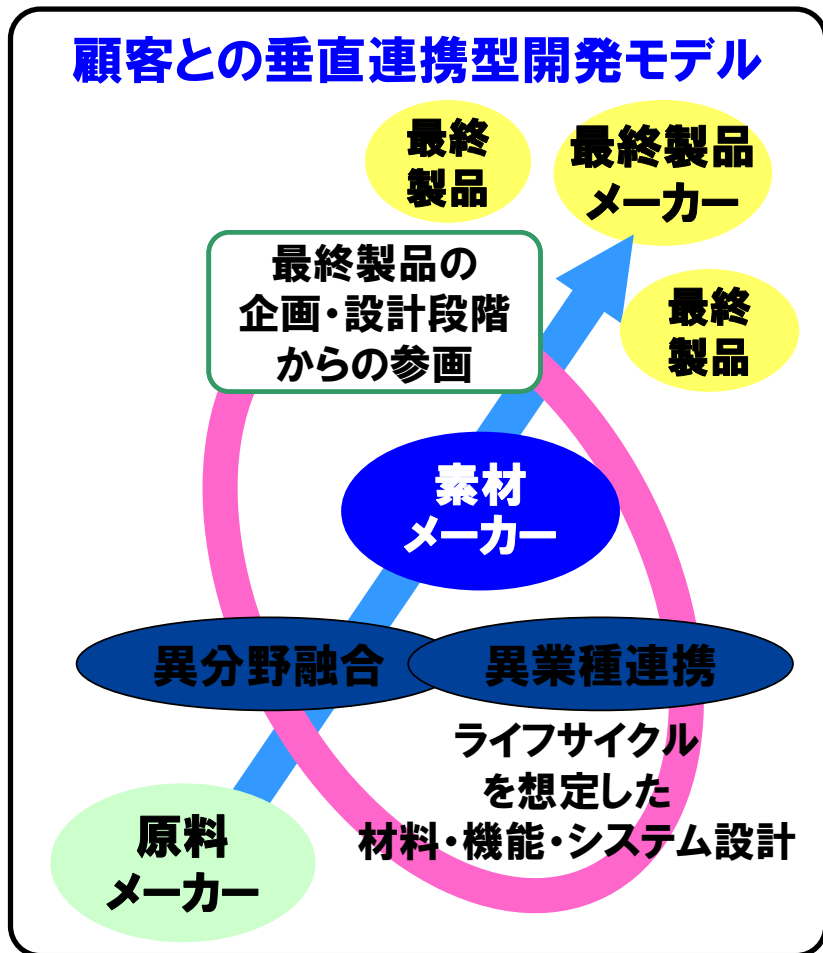 顧客との垂直連携型開発モデル
最終
製品
最終製品
メーカー
最終製品の
企画・設計段階
からの参画
最終
製品
素材
メーカー
異分野融合
異業種連携
ライフサイクル
を想定した
材料・機能・システム設計
原料
メーカー